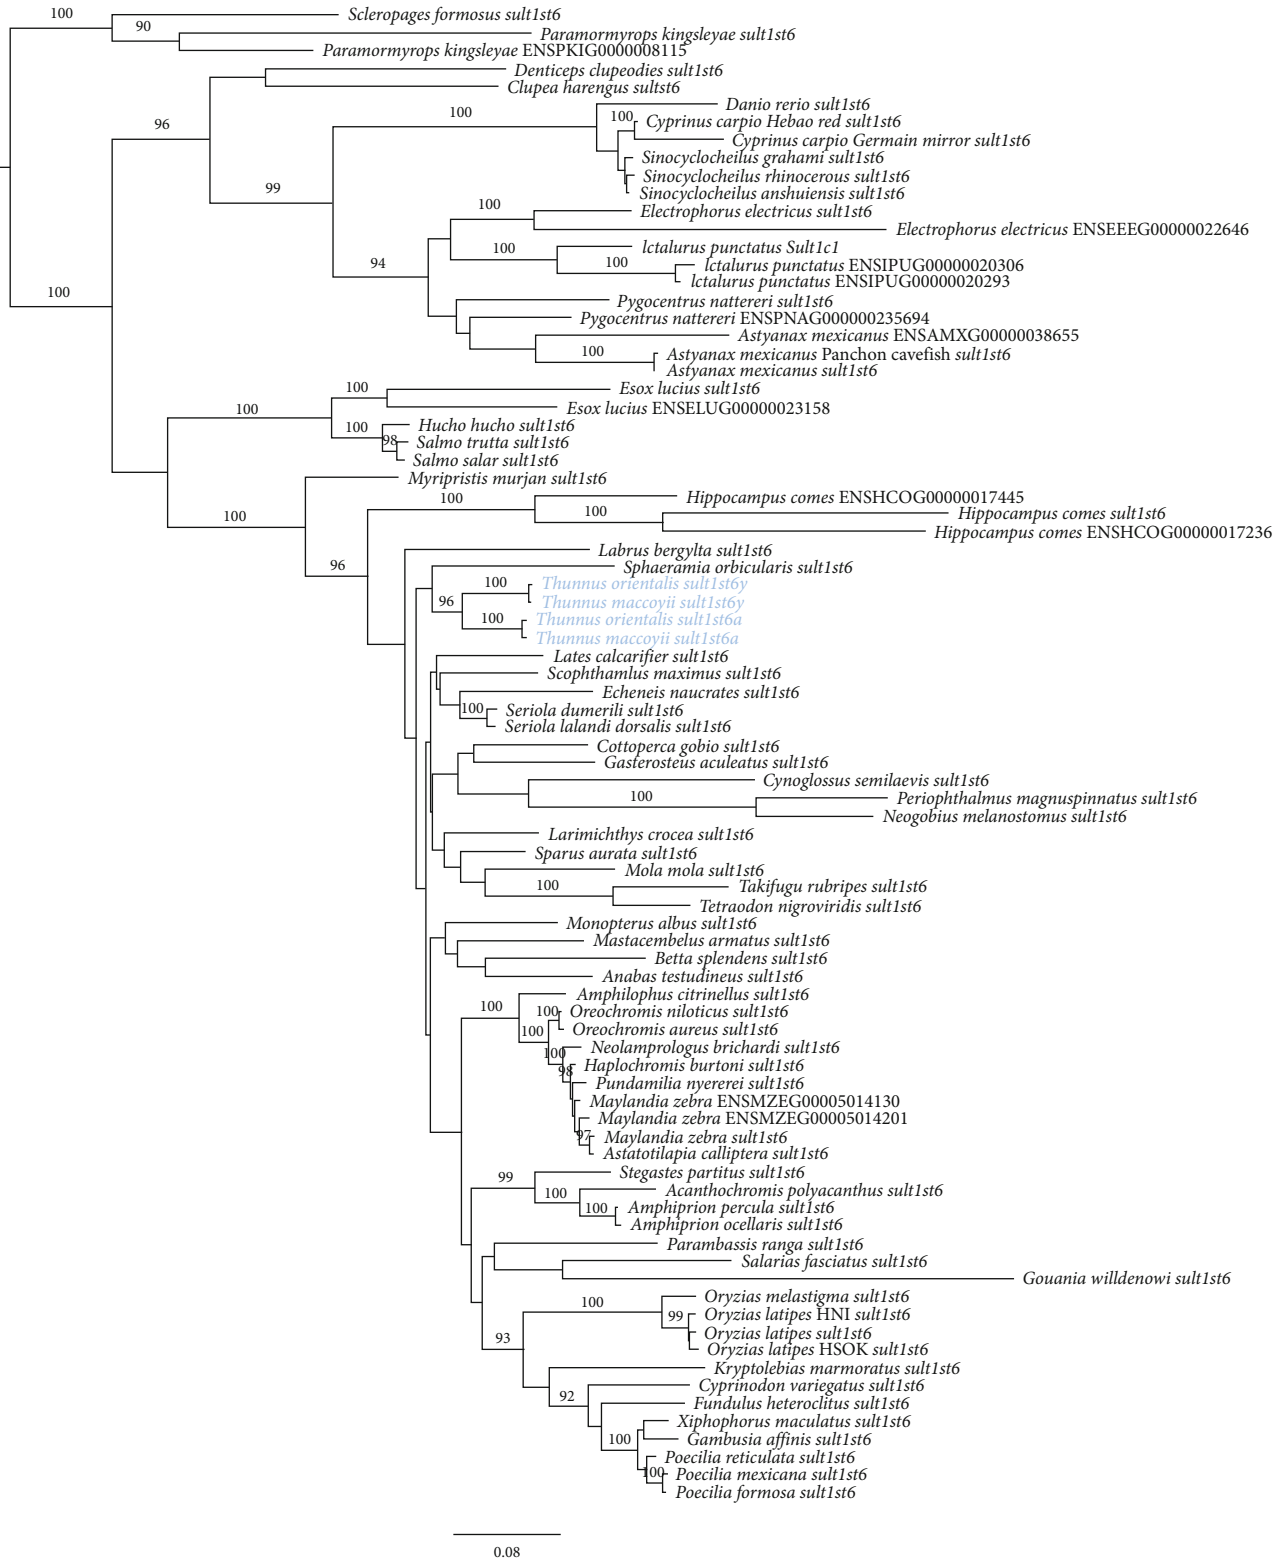 100
Scleropages formosus sult1st6
90
Paramormyrops kingsleyae sult1st6
Paramormyrops kingsleyae ENSPKIG0000008115
Denticeps clupeodies sult1st6
Clupea harengus sultst6
96
100
Danio rerio sult1st6
100
Cyprinus carpio Hebao red sult1st6
Cyprinus carpio Germain mirror sult1st6
Sinocyclocheilus grahami sult1st6
Sinocyclocheilus rhinocerous sult1st6
Sinocyclocheilus anshuiensis sult1st6
99
100
Electrophorus electricus sult1st6
Electrophorus electricus ENSEEEG00000022646
100
lctalurus punctatus Sult1c1
100
lctalurus punctatus ENSIPUG00000020306
lctalurus punctatus ENSIPUG00000020293
94
100
Pygocentrus nattereri sult1st6
Pygocentrus nattereri ENSPNAG000000235694
Astyanax mexicanus ENSAMXG00000038655
100
Astyanax mexicanus Panchon cavefish sult1st6
Astyanax mexicanus sult1st6
100
Esox lucius sult1st6
Esox lucius ENSELUG00000023158
100
100
Hucho hucho sult1st6
98
Salmo trutta sult1st6
Salmo salar sult1st6
Myripristis murjan sult1st6
100
Hippocampus comes ENSHCOG00000017445
100
Hippocampus comes sult1st6
Hippocampus comes ENSHCOG00000017236
100
Labrus bergylta sult1st6
96
Sphaeramia orbicularis sult1st6
100
Thunnus orientalis sult1st6y
Thunnus maccoyii sult1st6y
96
100
Thunnus orientalis sult1st6a
Thunnus maccoyii sult1st6a
Lates calcarifier sult1st6
Scophthamlus maximus sult1st6
Echeneis naucrates sult1st6
100
Seriola dumerili sult1st6
Seriola lalandi dorsalis sult1st6
Cottoperca gobio sult1st6
Gasterosteus aculeatus sult1st6
Cynoglossus semilaevis sult1st6
100
Periophthalmus magnuspinnatus sult1st6
Neogobius melanostomus sult1st6
Larimichthys crocea sult1st6
Sparus aurata sult1st6
Mola mola sult1st6
100
Takifugu rubripes sult1st6
Tetraodon nigroviridis sult1st6
Monopterus albus sult1st6
Mastacembelus armatus sult1st6
Betta splendens sult1st6
Anabas testudineus sult1st6
100
Amphilophus citrinellus sult1st6
100
Oreochromis niloticus sult1st6
100
Oreochromis aureus sult1st6
100
Neolamprologus brichardi sult1st6
98
Haplochromis burtoni sult1st6
Pundamilia nyererei sult1st6
Maylandia zebra ENSMZEG00005014130
Maylandia zebra ENSMZEG00005014201
97
Maylandia zebra sult1st6
Astatotilapia calliptera sult1st6
99
Stegastes partitus sult1st6
100
Acanthochromis polyacanthus sult1st6
100
Amphiprion percula sult1st6
Amphiprion ocellaris sult1st6
Parambassis ranga sult1st6
Salarias fasciatus sult1st6
Gouania willdenowi sult1st6
100
Oryzias melastigma sult1st6
99
Oryzias latipes HNI sult1st6
Oryzias latipes sult1st6
Oryzias latipes HSOK sult1st6
93
Kryptolebias marmoratus sult1st6
92
Cyprinodon variegatus sult1st6
Fundulus heteroclitus sult1st6
Xiphophorus maculatus sult1st6
100
Gambusia affinis sult1st6
Poecilia reticulata sult1st6
100
Poecilia mexicana sult1st6
Poecilia formosa sult1st6
0.08